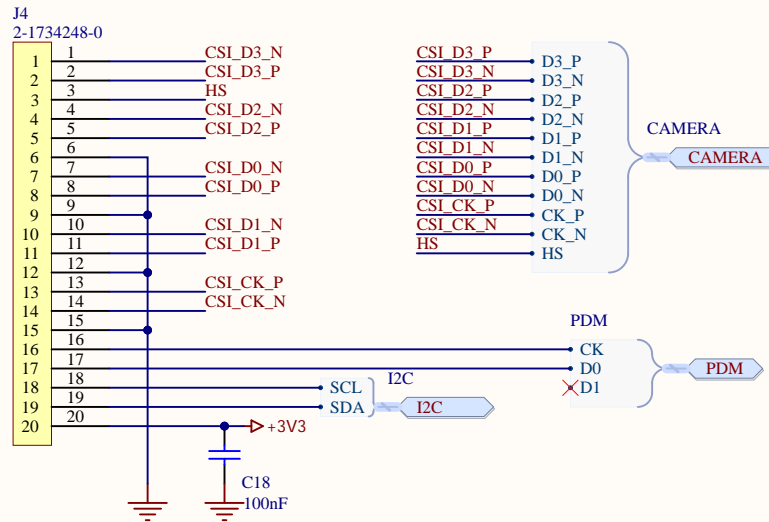 J4
2-1734248-0
1 1 CSI_D3_N
2 2 CSI_D3_P
3 3 HS
4 4 CSI_D2_N
5 5 CSI_D2_P
6 6
7 7 CSI_D0_N
8 8 CSI_D0_P
9 9
10 10 CSI_D1_N
11 11 CSI_D1_P
12 12
13 13 CSI_CK_P
14 14 CSI_CK_N
15 15
16 16
17 17
18 18
19 19
20 20
+3V3
C18
100nF
I2C
SCL
SDA
I2C
CSI_D3_P D3_P
CSI_D3_N D3_N
CSI_D2_P D2_P
CSI_D2_N D2_N
CSI_D1_P D1_P
CSI_D1_N D1_N
CSI_D0_P D0_P
CSI_D0_N D0_N
CSI_CK_P CK_P
CSI_CK_N CK_N
HS HS
CAMERA
CAMERA
PDM
CK
D0
D1
PDM